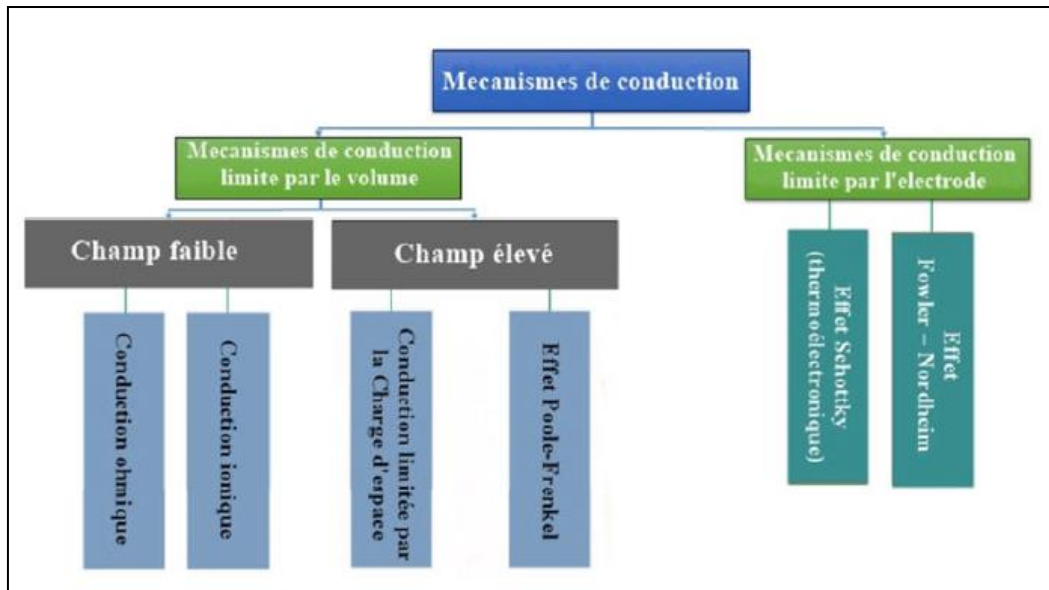 Mecanismes de conduction
Mecanismes de conduction
limite par le volume
Mecanismes de conduction
limite par l'electrode
Champ faible
Champ élevé
Conduction ohmique
Conduction ionique
Conduction limitée par
la Charge d'espace
Effet Poole-Frenkel
Effet Schottky
(thermoélectronique)
Effet
Fowler – Nordheim